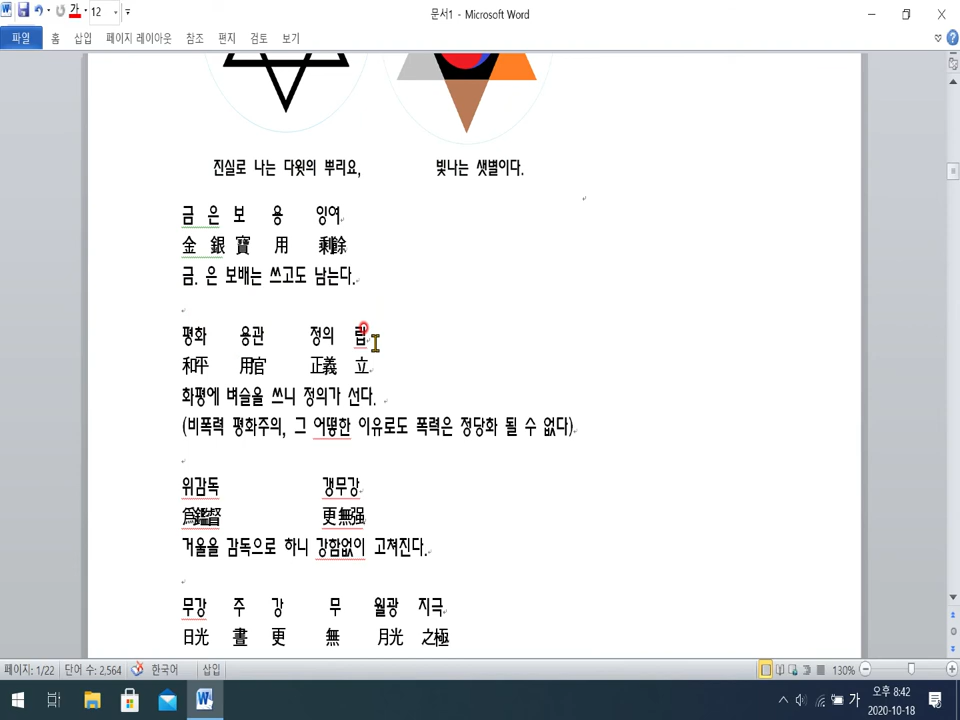 가 12 문서1 - Microsoft Word
파일 홈 삽입 페이지 레이아웃 참조 편지 검토 보기
진실로 나는 다윗의 뿌리요, 빛나는 샛별이다.
금 은 보 용 잉여
金 銀 寶 用 剩餘
금. 은 보배는 쓰고도 남는다.
평화 용관 정의 립
和平 用官 正義 立
화평에 벼슬을 쓰니 정의가 선다.
(비폭력 평화주의, 그 어떻한 이유로도 폭력은 정당화 될 수 없다)
위감독 갱무강
爲鑑督 更無强
거울을 감독으로 하니 강함없이 고쳐진다.
무강 주 강 무 월광 지극
日光 晝 更 無 月光 之極
페이지: 1/22 단어 수: 2,564 한국어 삽입 130%
가 오후 8:42
2020-10-18